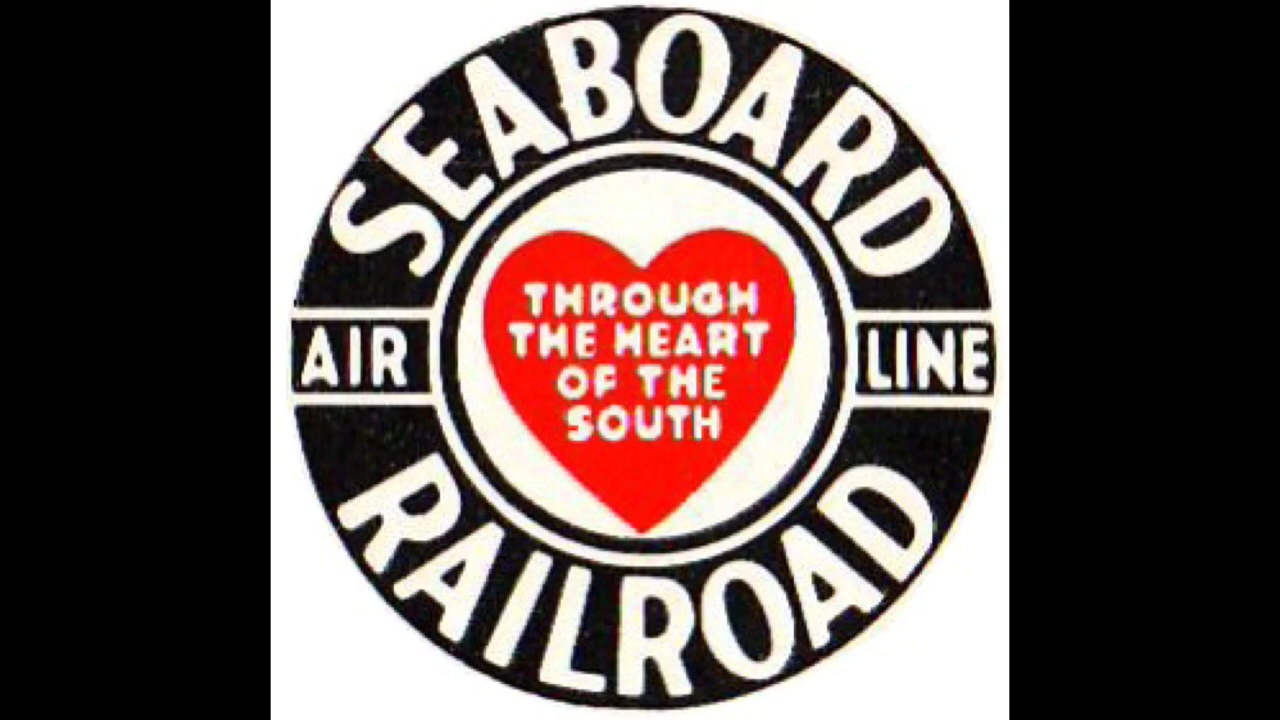 SEABOARD
AIR LINE
THROUGH
THE HEART
OF THE
SOUTH
RAILROAD